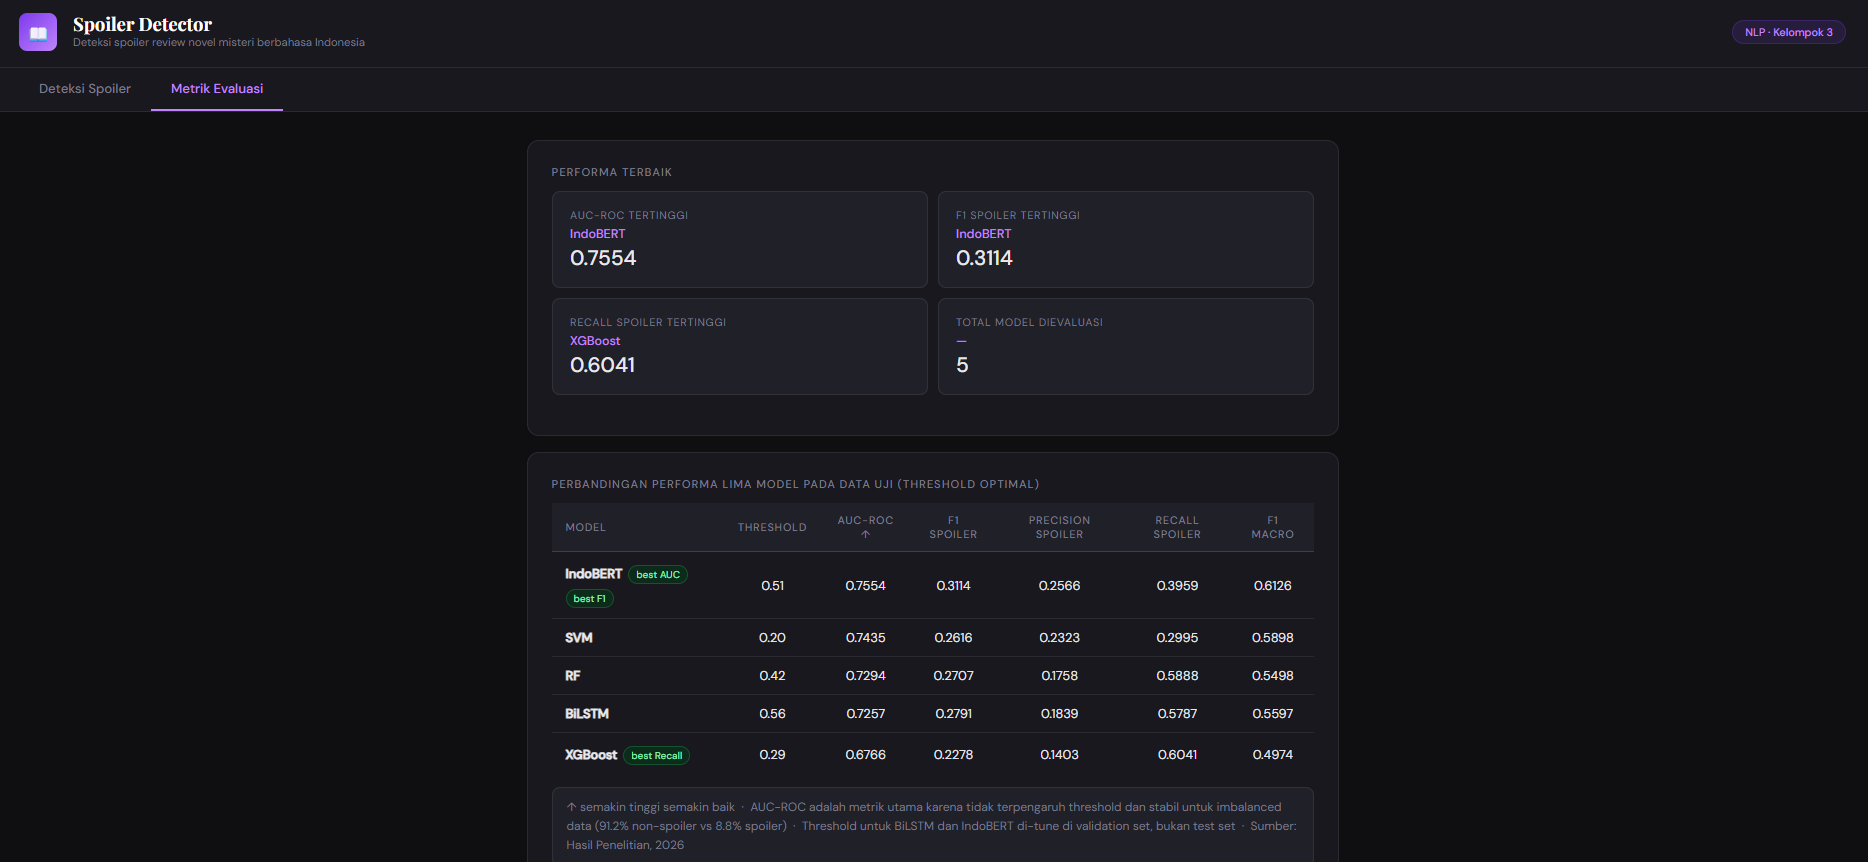 Spoiler Detector
Deteksi spoiler review novel misteri berbahasa Indonesia
NLP · Kelompok 3
Deteksi Spoiler
Metrik Evaluasi
PERFORMA TERBAIK
AUC-ROC TERTINGGI
IndoBERT
0.7554
F1 SPOILER TERTINGGI
IndoBERT
0.3114
RECALL SPOILER TERTINGGI
XGBoost
0.6041
TOTAL MODEL DIEVALUASI
—
5
PERBANDINGAN PERFORMA LIMA MODEL PADA DATA UJI (THRESHOLD OPTIMAL)
MODEL THRESHOLD AUC-ROC ↑ F1 SPOILER PRECISION SPOILER RECALL SPOILER F1 MACRO
IndoBERT best AUC best F1 0.51 0.7554 0.3114 0.2566 0.3959 0.6126
SVM 0.20 0.7435 0.2616 0.2323 0.2995 0.5898
RF 0.42 0.7294 0.2707 0.1758 0.5888 0.5498
BiLSTM 0.56 0.7257 0.2791 0.1839 0.5787 0.5597
XGBoost best Recall 0.29 0.6766 0.2278 0.1403 0.6041 0.4974
↑ semakin tinggi semakin baik · AUC-ROC adalah metrik utama karena tidak terpengaruh threshold dan stabil untuk imbalanced
data (91.2% non-spoiler vs 8.8% spoiler) · Threshold untuk BiLSTM dan IndoBERT di-tune di validation set, bukan test set · Sumber:
Hasil Penelitian, 2026